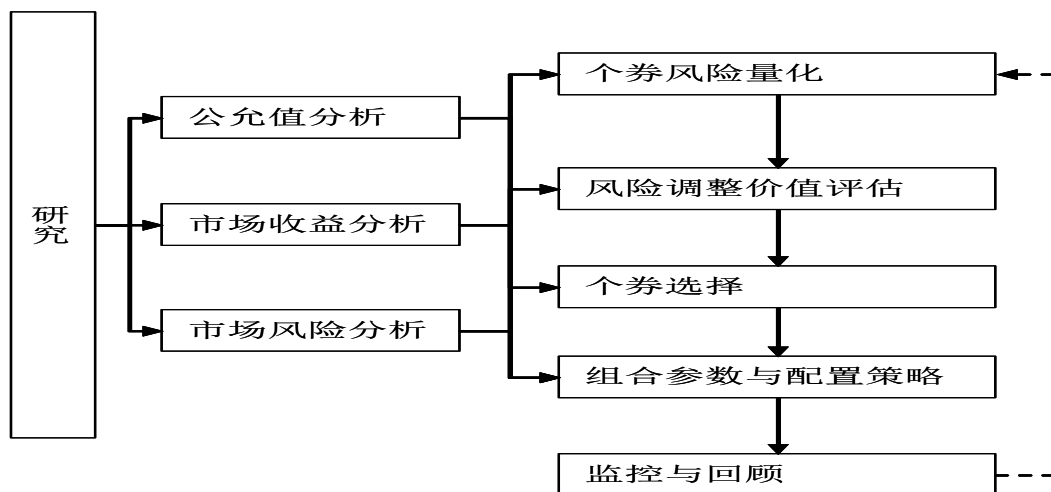 研究
公允值分析
市场收益分析
市场风险分析
个券风险量化
风险调整价值评估
个券选择
组合参数与配置策略
监控与回顾